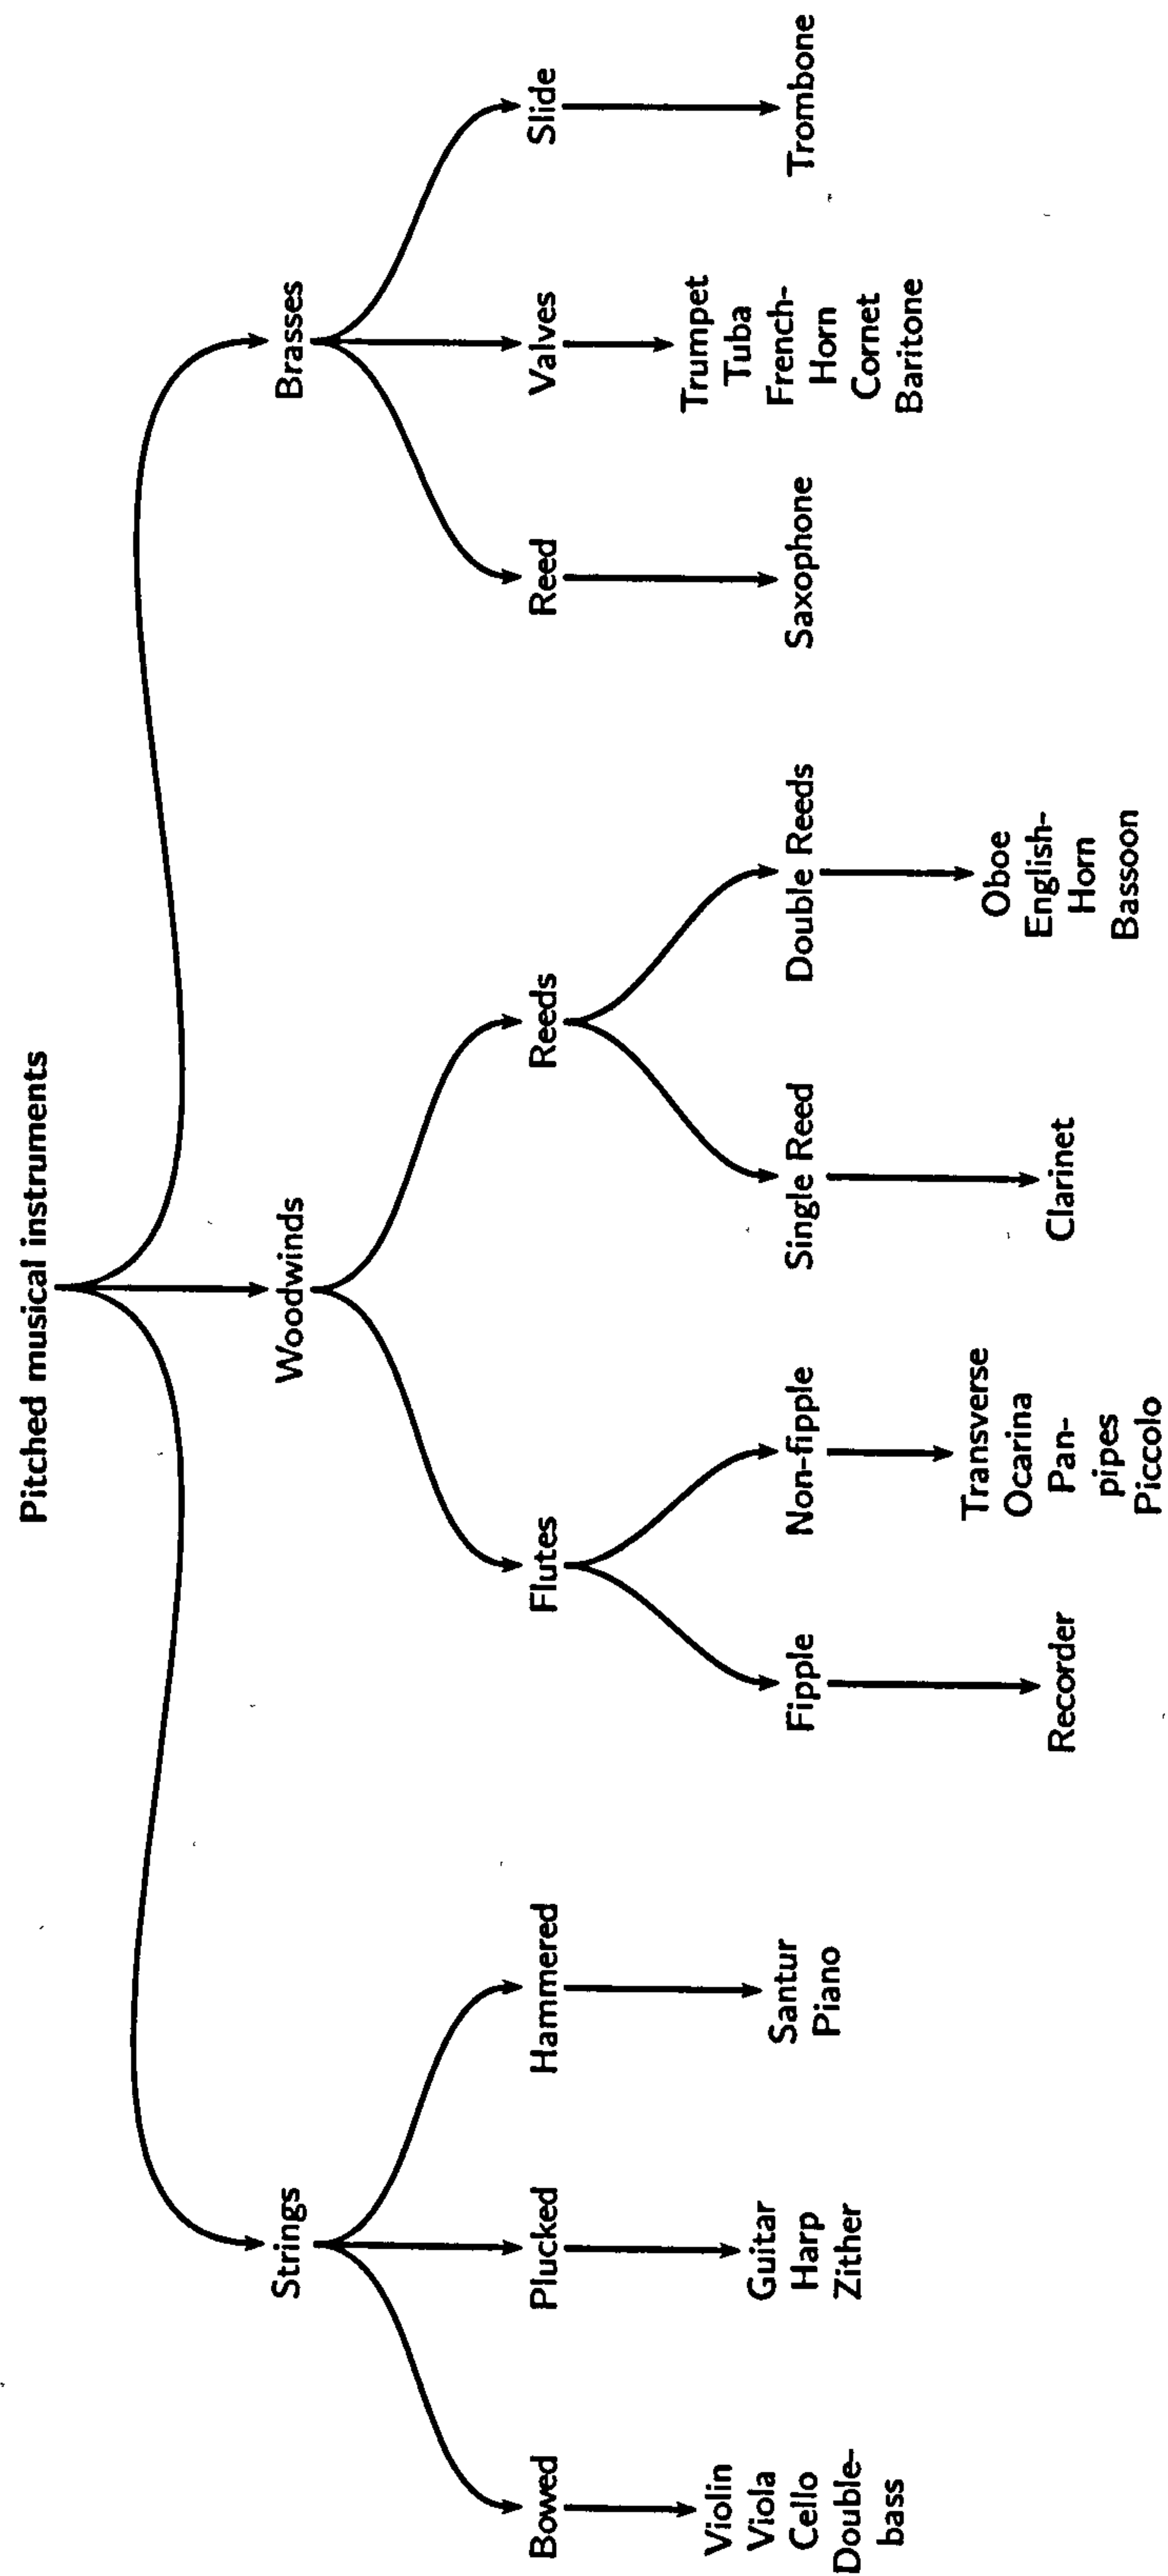 Pitched musical instruments
Strings
Woodwinds
Brasses
Bowed
Plucked
Hammered
Flutes
Reeds
Reed
Valves
Slide
Violin
Viola
Cello
Double-
bass
Guitar
Harp
Zither
Santur
Piano
Fipple
Non-fipple
Single Reed
Double Reeds
Saxophone
Trumpet
Tuba
French-
Horn
Cornet
Baritone
Trombone
Recorder
Transverse
Ocarina
Pan-
pipes
Piccolo
Clarinet
Oboe
English-
Horn
Bassoon